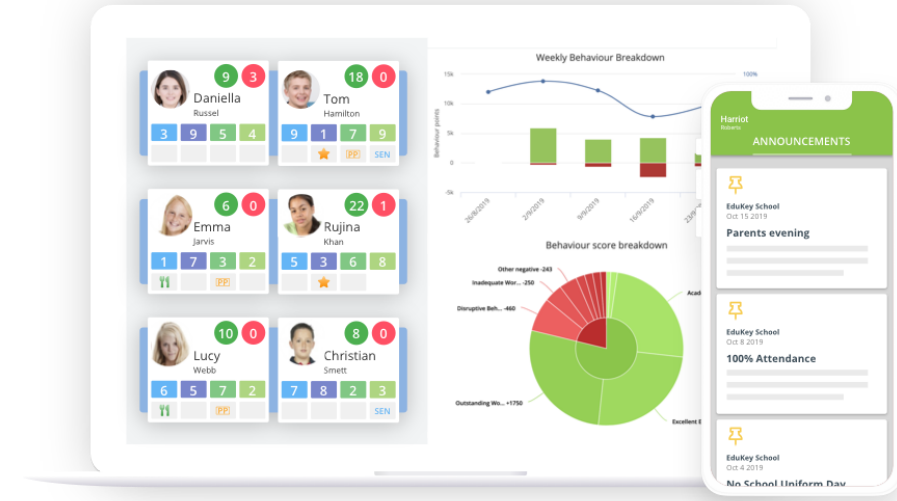 9 3
Daniella
Russel
3 9 5 4
18 0
Tom
Hamilton
9 1 7 9
PP SEN
6 0
Emma
Jarvis
1 7 3 2
PP
22 1
Rujina
Khan
5 3 6 8
10 0
Lucy
Webb
6 5 7 2
PP
8 0
Christian
Smett
7 8 2 3
SEN
Weekly Behaviour Breakdown
15k
100%
10k
5k
0
-5k
Behaviour points
26/8/2019
2/9/2019
9/9/2019
16/9/2019
23/9
Behaviour score breakdown
Other negative -243
Inadequate Wor... -250
Disruptive Beh... -460
Outstanding Wo... +1750
Acad
Excellent E
Harriot
Roberts
ANNOUNCEMENTS
EduKey School
Oct 15 2019
Parents evening
EduKey School
Oct 8 2019
100% Attendance
EduKey School
Oct 4 2019
No School Uniform Day